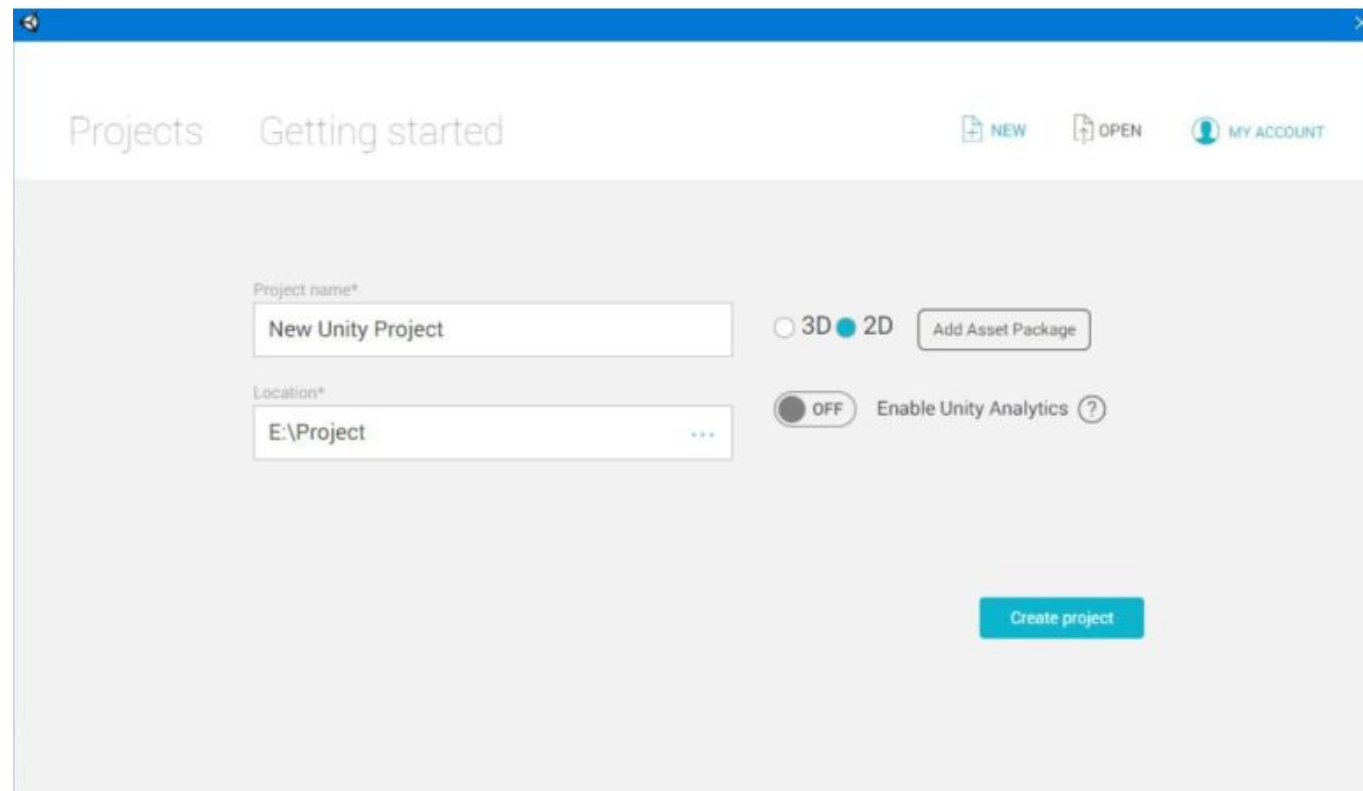 Projects Getting started NEW OPEN MY ACCOUNT
Project name*
New Unity Project
3D 2D Add Asset Package
Location*
E:\Project ...
OFF Enable Unity Analytics ?
Create project